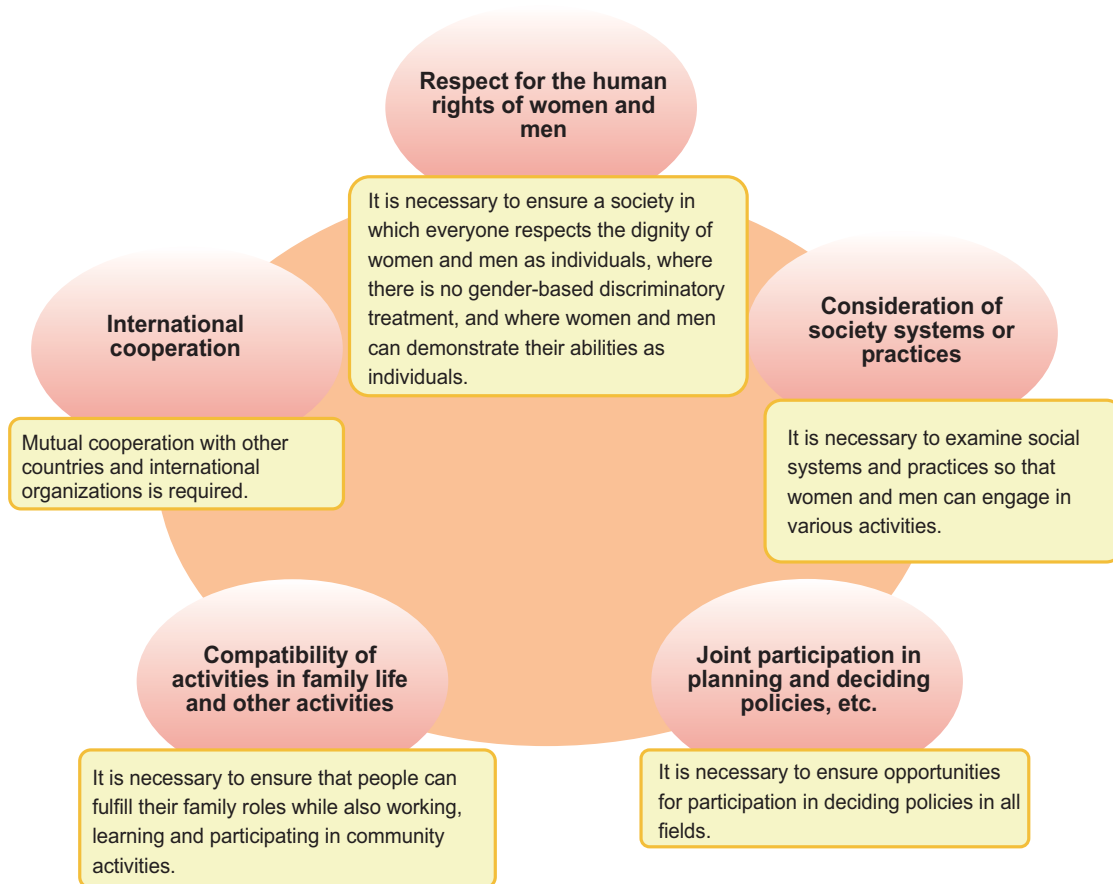 Respect for the human
rights of women and
men
It is necessary to ensure a society in
which everyone respects the dignity of
women and men as individuals, where
there is no gender-based discriminatory
treatment, and where women and men
can demonstrate their abilities as
individuals.
International
cooperation
Mutual cooperation with other
countries and international
organizations is required.
Consideration of
society systems or
practices
It is necessary to examine social
systems and practices so that
women and men can engage in
various activities.
Compatibility of
activities in family life
and other activities
It is necessary to ensure that people can
fulfill their family roles while also working,
learning and participating in community
activities.
Joint participation in
planning and deciding
policies, etc.
It is necessary to ensure opportunities
for participation in deciding policies in all
fields.